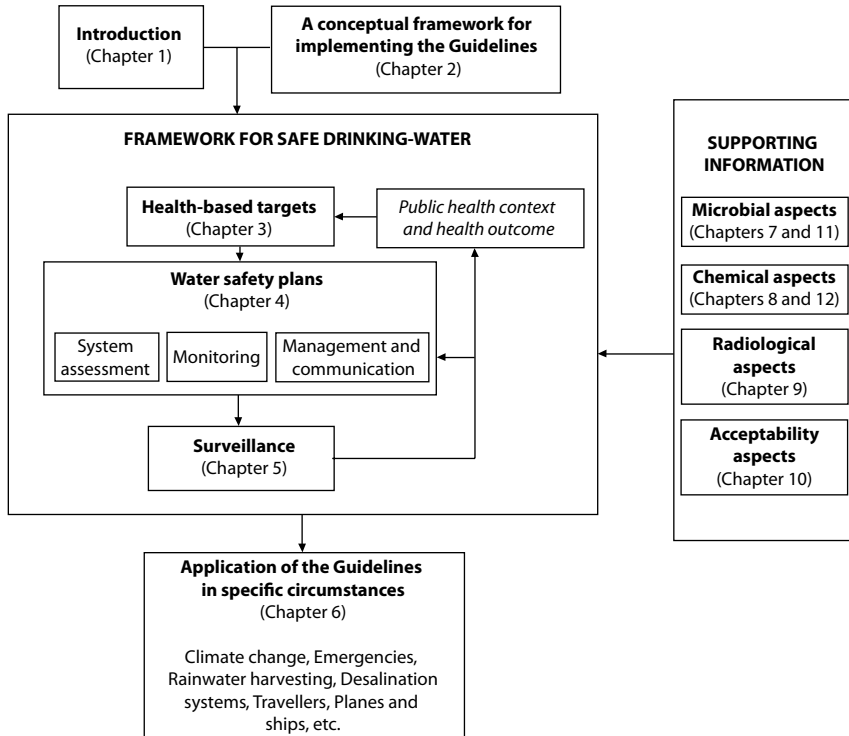 Introduction
(Chapter 1)
A conceptual framework for
implementing the Guidelines
(Chapter 2)
FRAMEWORK FOR SAFE DRINKING-WATER
Health-based targets
(Chapter 3)
Public health context
and health outcome
Water safety plans
(Chapter 4)
System
assessment
Monitoring
Management and
communication
Surveillance
(Chapter 5)
SUPPORTING
INFORMATION
Microbial aspects
(Chapters 7 and 11)
Chemical aspects
(Chapters 8 and 12)
Radiological
aspects
(Chapter 9)
Acceptability
aspects
(Chapter 10)
Application of the Guidelines
in specific circumstances
(Chapter 6)
Climate change, Emergencies,
Rainwater harvesting, Desalination
systems, Travellers, Planes and
ships, etc.